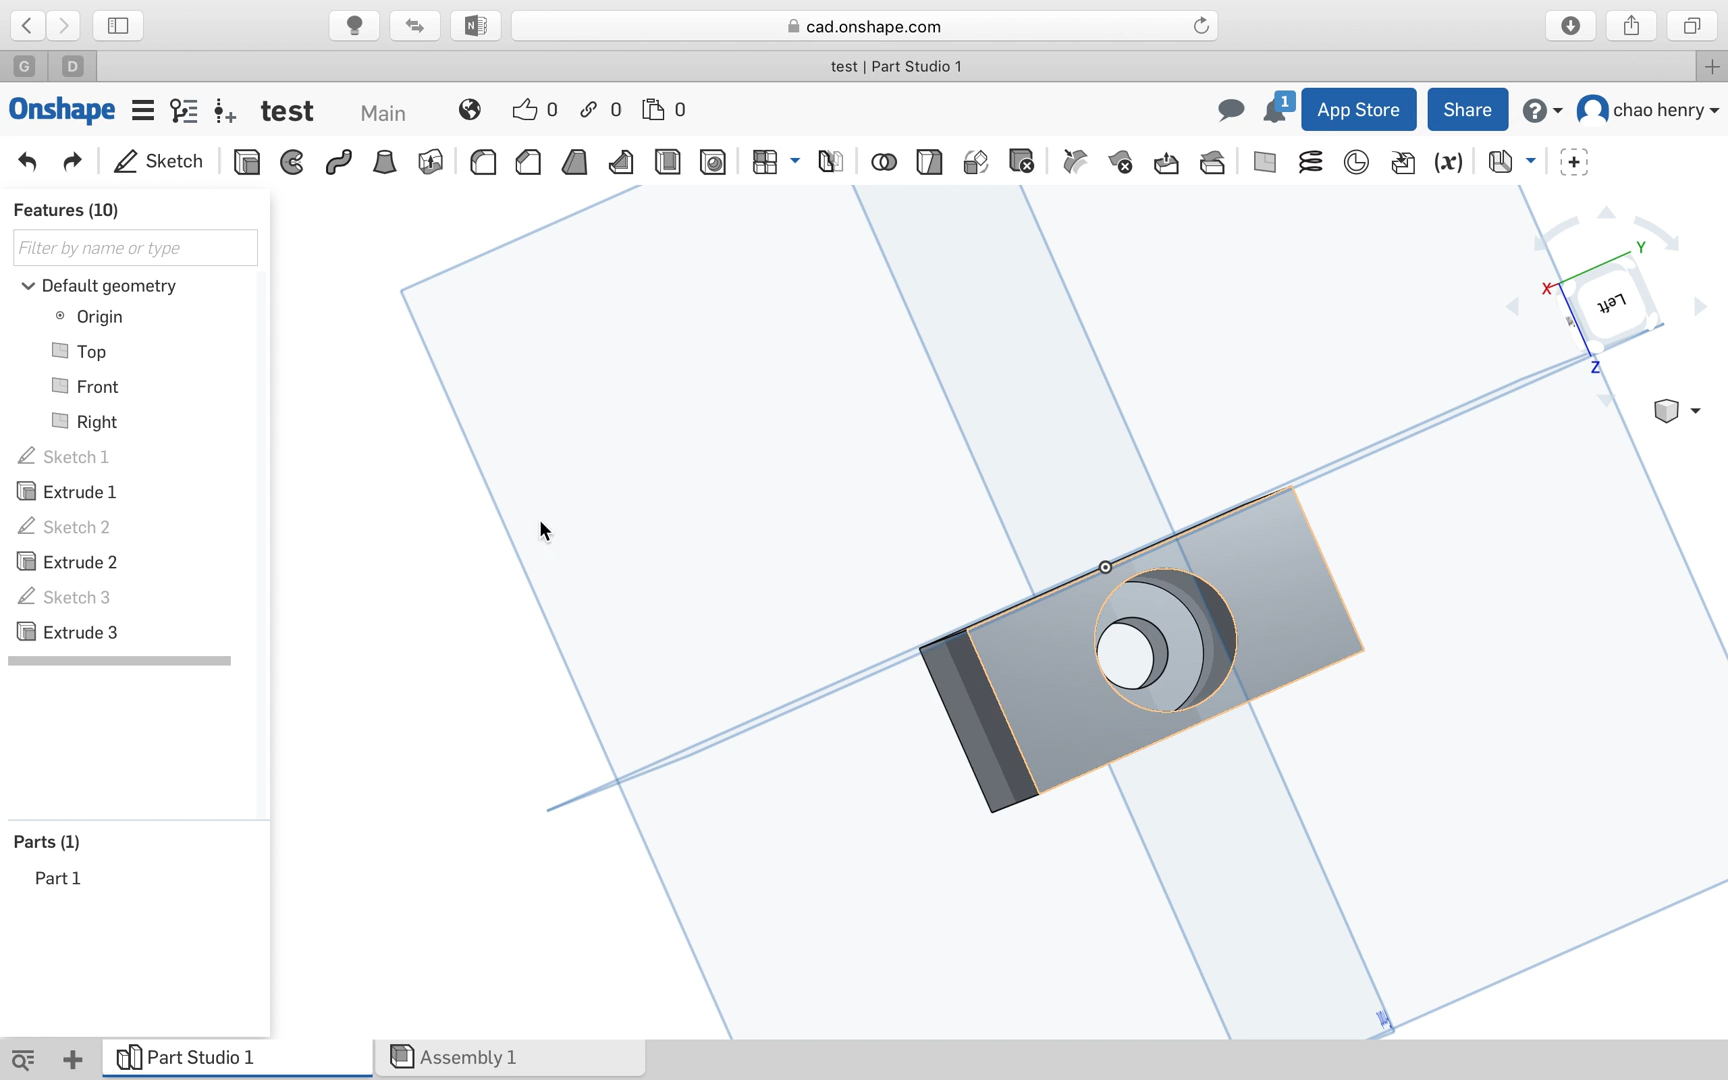 cad.onshape.com
G
D
test | Part Studio 1
Onshape
test
Main
0
0
0
1
App Store
Share
chao henry
Sketch
(x)
Features (10)
Filter by name or type
Default geometry
Origin
Top
Front
Right
Sketch 1
Extrude 1
Sketch 2
Extrude 2
Sketch 3
Extrude 3
Parts (1)
Part 1
Y
X
Left
Z
Part Studio 1
Assembly 1